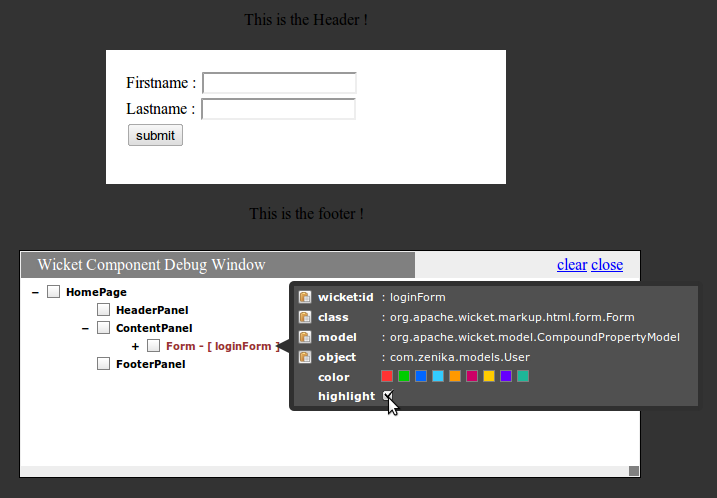 This is the Header !
Firstname :
Lastname :
submit
This is the footer !
Wicket Component Debug Window
clear close
− HomePage
HeaderPanel
− ContentPanel
+ Form - [ loginForm ]
FooterPanel
wicket:id : loginForm
class : org.apache.wicket.markup.html.form.Form
model : org.apache.wicket.model.CompoundPropertyModel
object : com.zenika.models.User
color :
highlight :